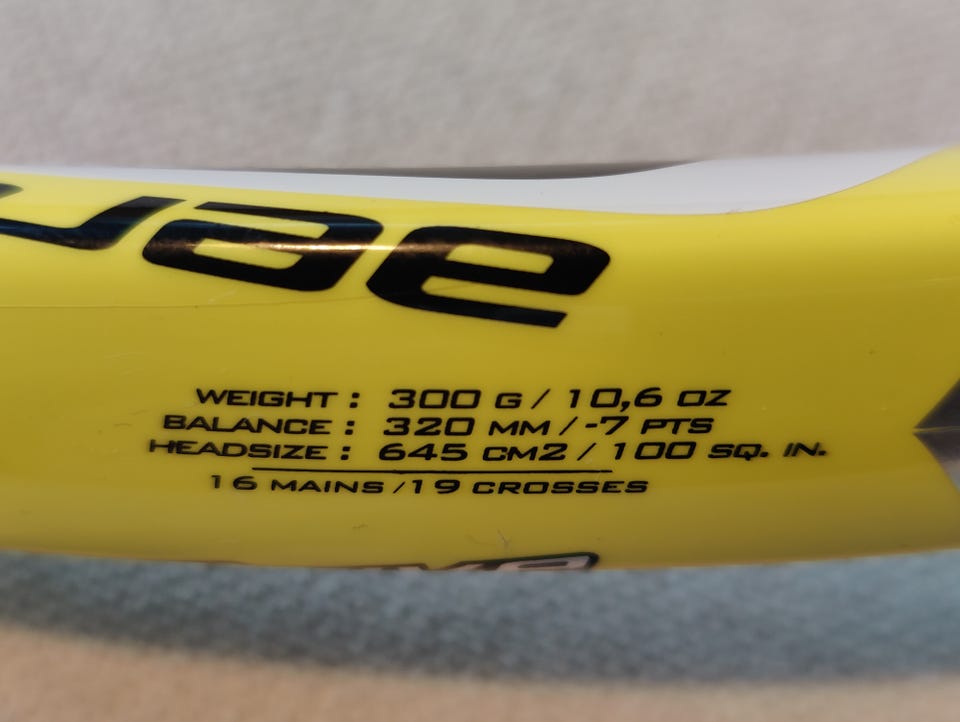 WEIGHT : 300 G / 10,6 OZ
BALANCE : 320 MM / -7 PTS
HEADSIZE : 645 CM2 / 100 SQ. IN.
16 MAINS / 19 CROSSES